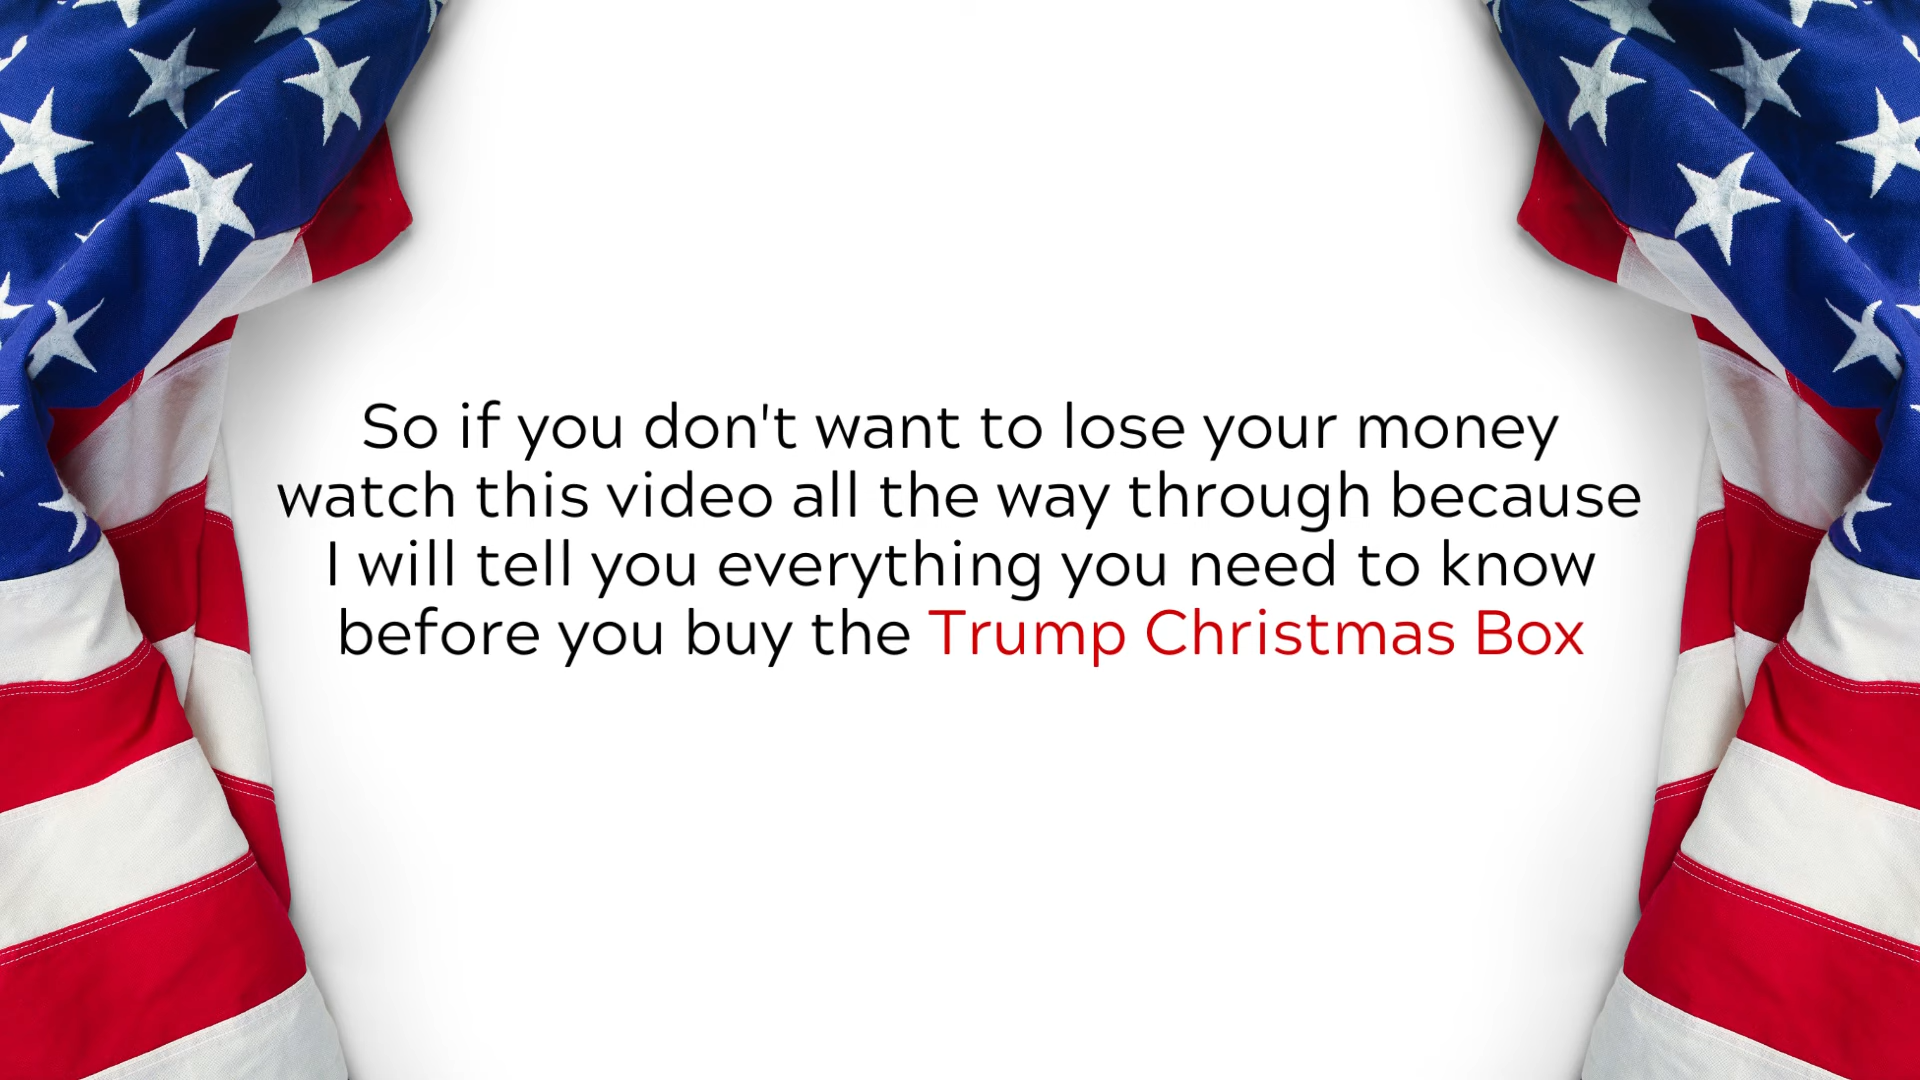 So if you don't want to lose your money
watch this video all the way through because
I will tell you everything you need to know
before you buy the Trump Christmas Box